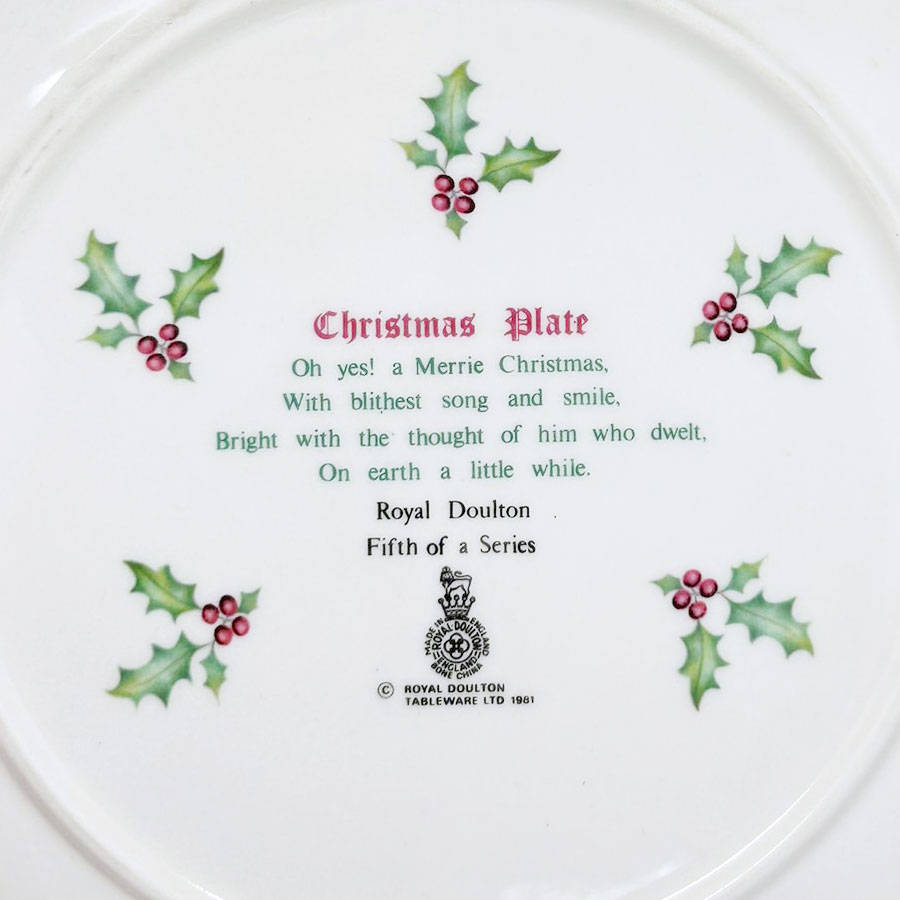 Christmas Plate
Oh yes! a Merrie Christmas,
With blithest song and smile,
Bright with the thought of him who dwelt,
On earth a little while.
Royal Doulton
Fifth of a Series
MADE IN ENGLAND
ROYAL·DOULTON
ENGLAND
BONE CHINA
© ROYAL DOULTON
TABLEWARE LTD 1981